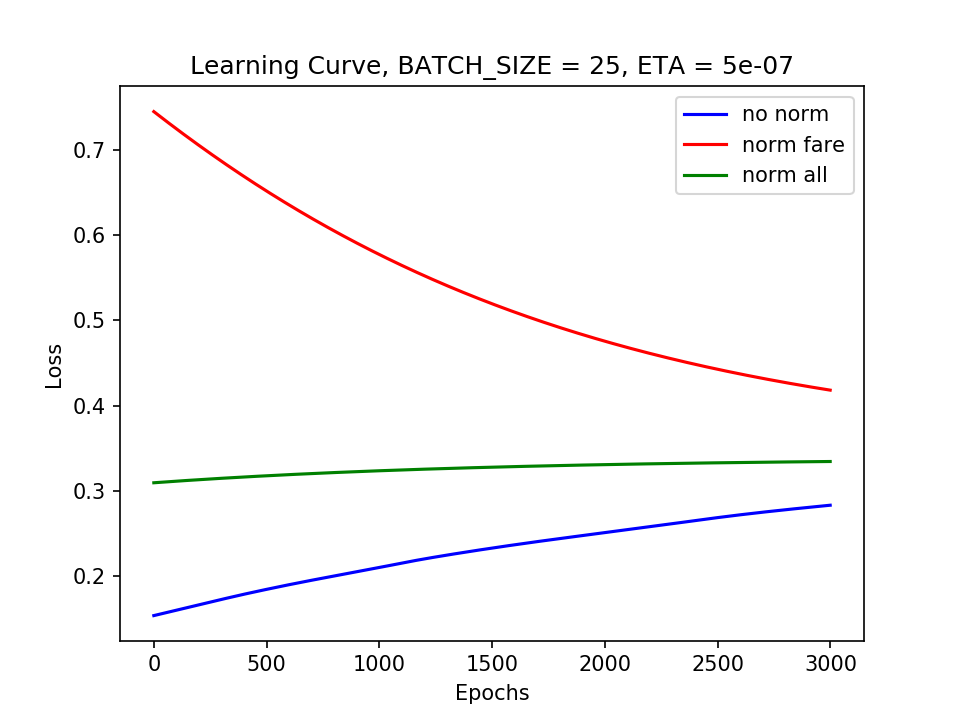 Learning Curve, BATCH_SIZE = 25, ETA = 5e-07
no norm
norm fare
norm all
0.7
0.6
0.5
0.4
0.3
0.2
Loss
0 500 1000 1500 2000 2500 3000
Epochs